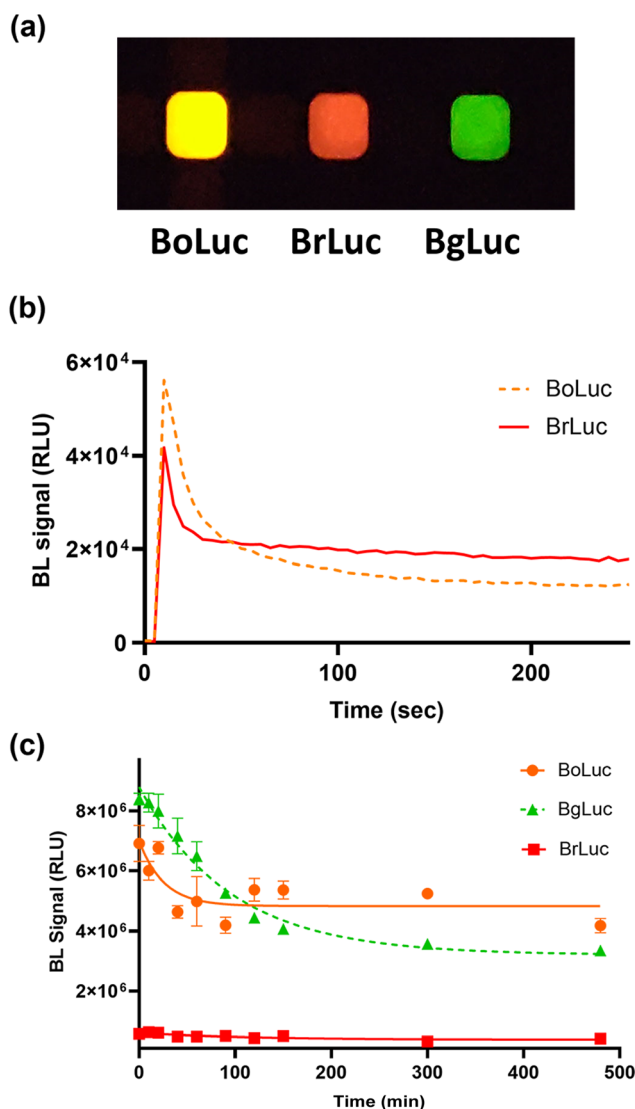 (a)
BoLuc BrLuc BgLuc
(b)
6×10⁴
4×10⁴
2×10⁴
0
BL signal (RLU)
BoLuc
BrLuc
0 100 200
Time (sec)
(c)
8×10⁶
6×10⁶
4×10⁶
2×10⁶
BL Signal (RLU)
BoLuc
BgLuc
BrLuc
0 100 200 300 400 500
Time (min)